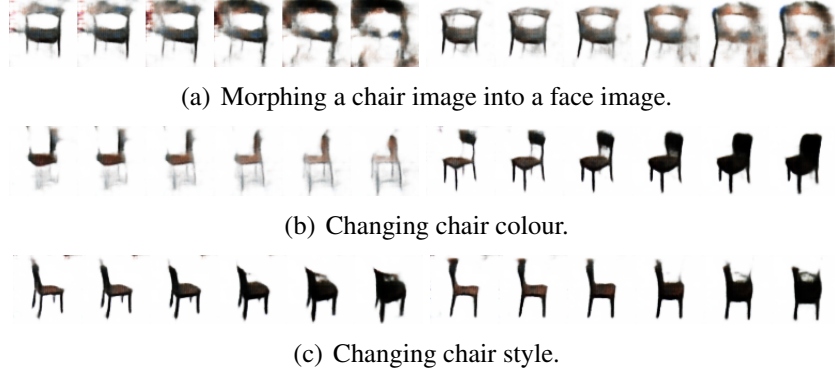 (a) Morphing a chair image into a face image.
(b) Changing chair colour.
(c) Changing chair style.